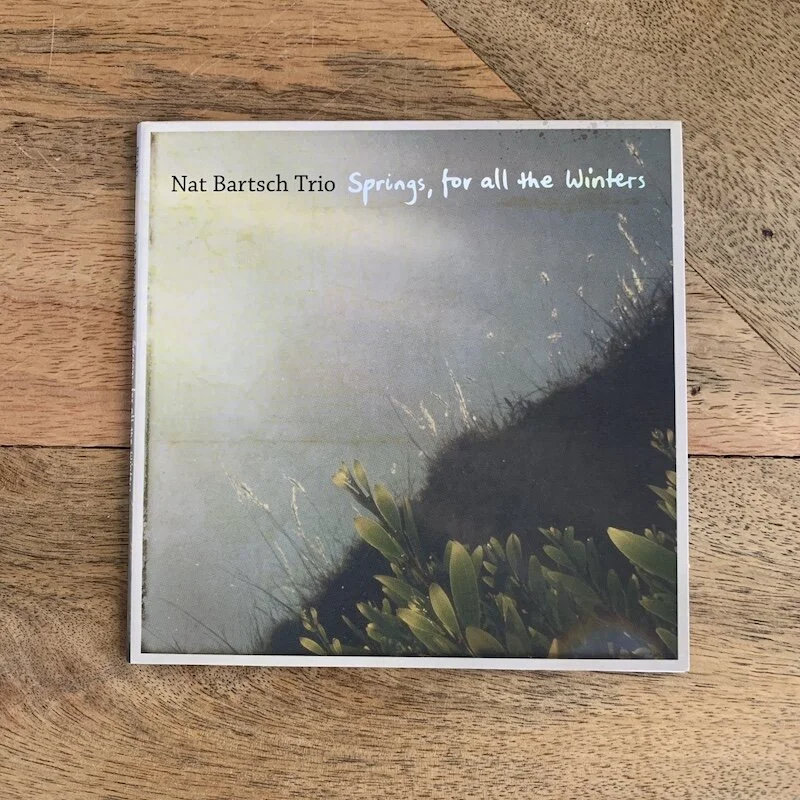 Nat Bartsch Trio Springs, for all the Winters